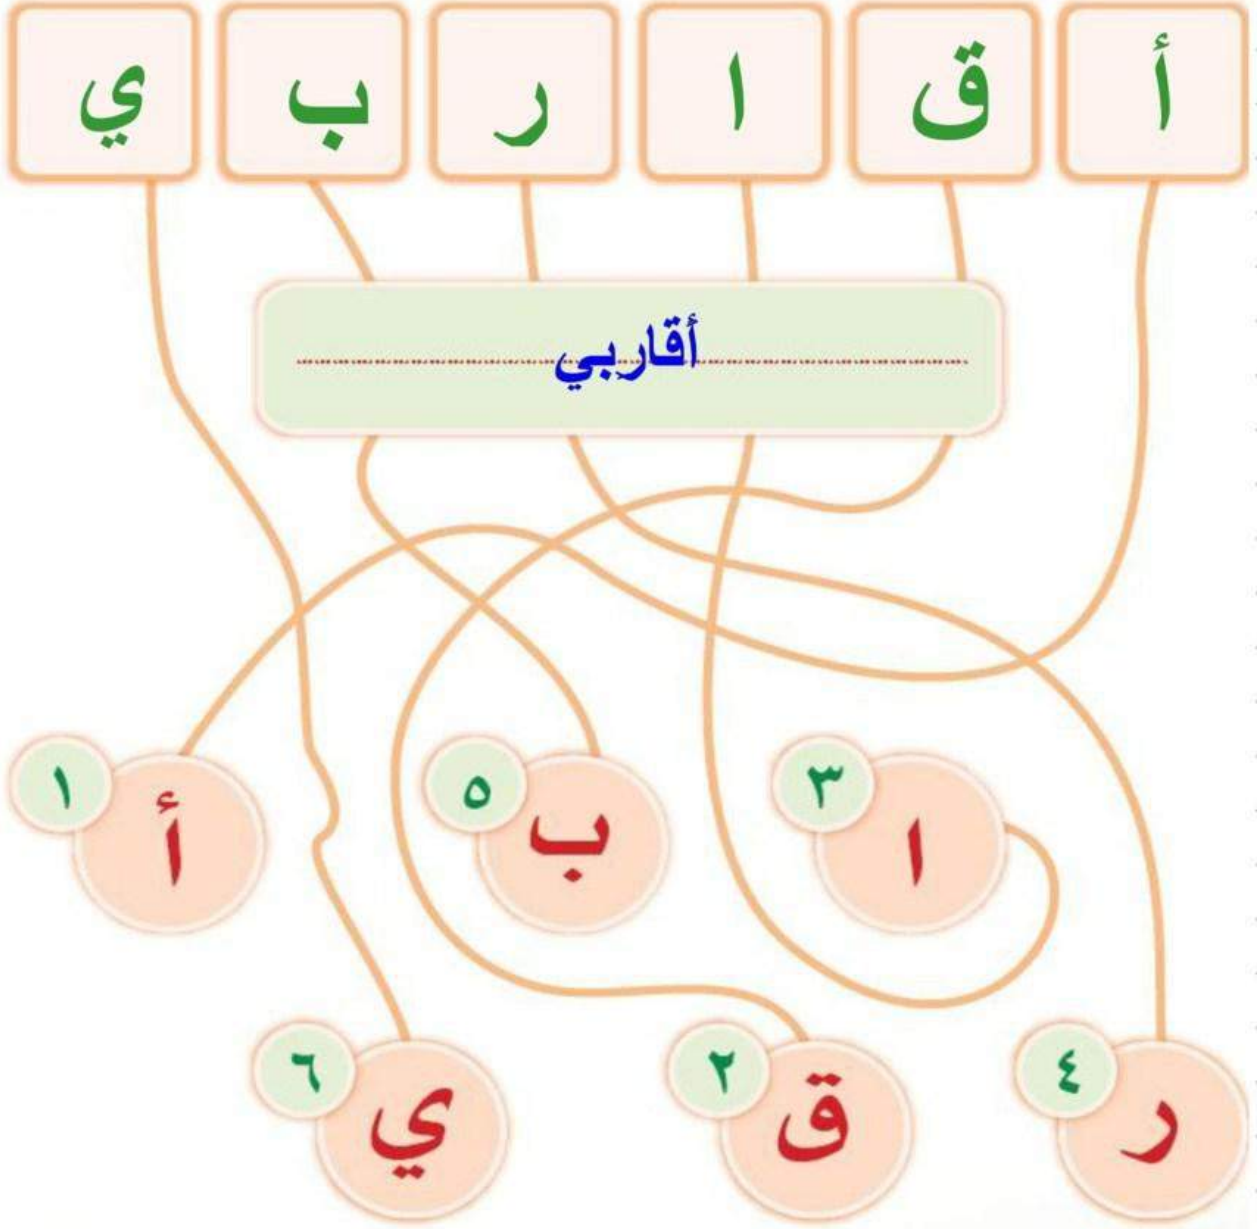 أ ق ا ر ب ي
أقاربي
٣ ا ٥ ب ١ أ
٤ ر ٢ ق ٦ ي